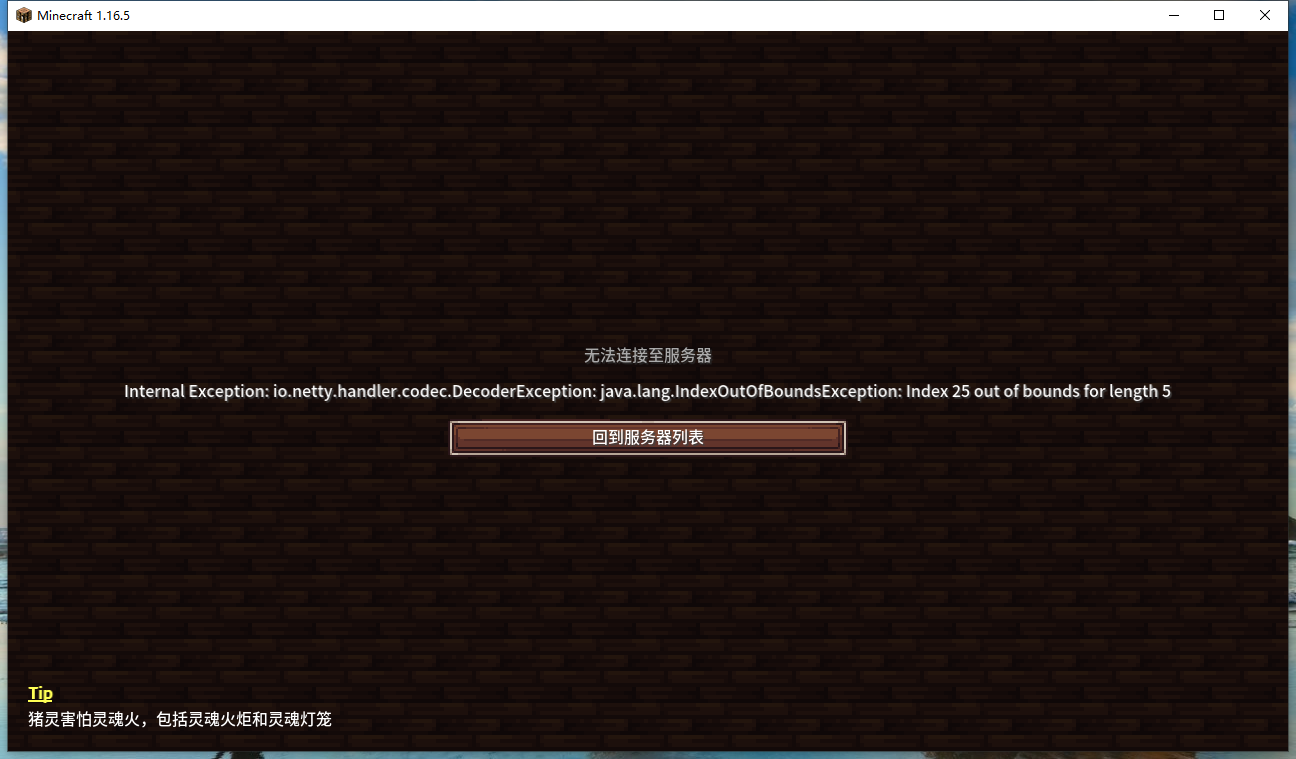 Minecraft 1.16.5
无法连接至服务器
Internal Exception: io.netty.handler.codec.DecoderException: java.lang.IndexOutOfBoundsException: Index 25 out of bounds for length 5
回到服务器列表
Tip
猪灵害怕灵魂火，包括灵魂火炬和灵魂灯笼